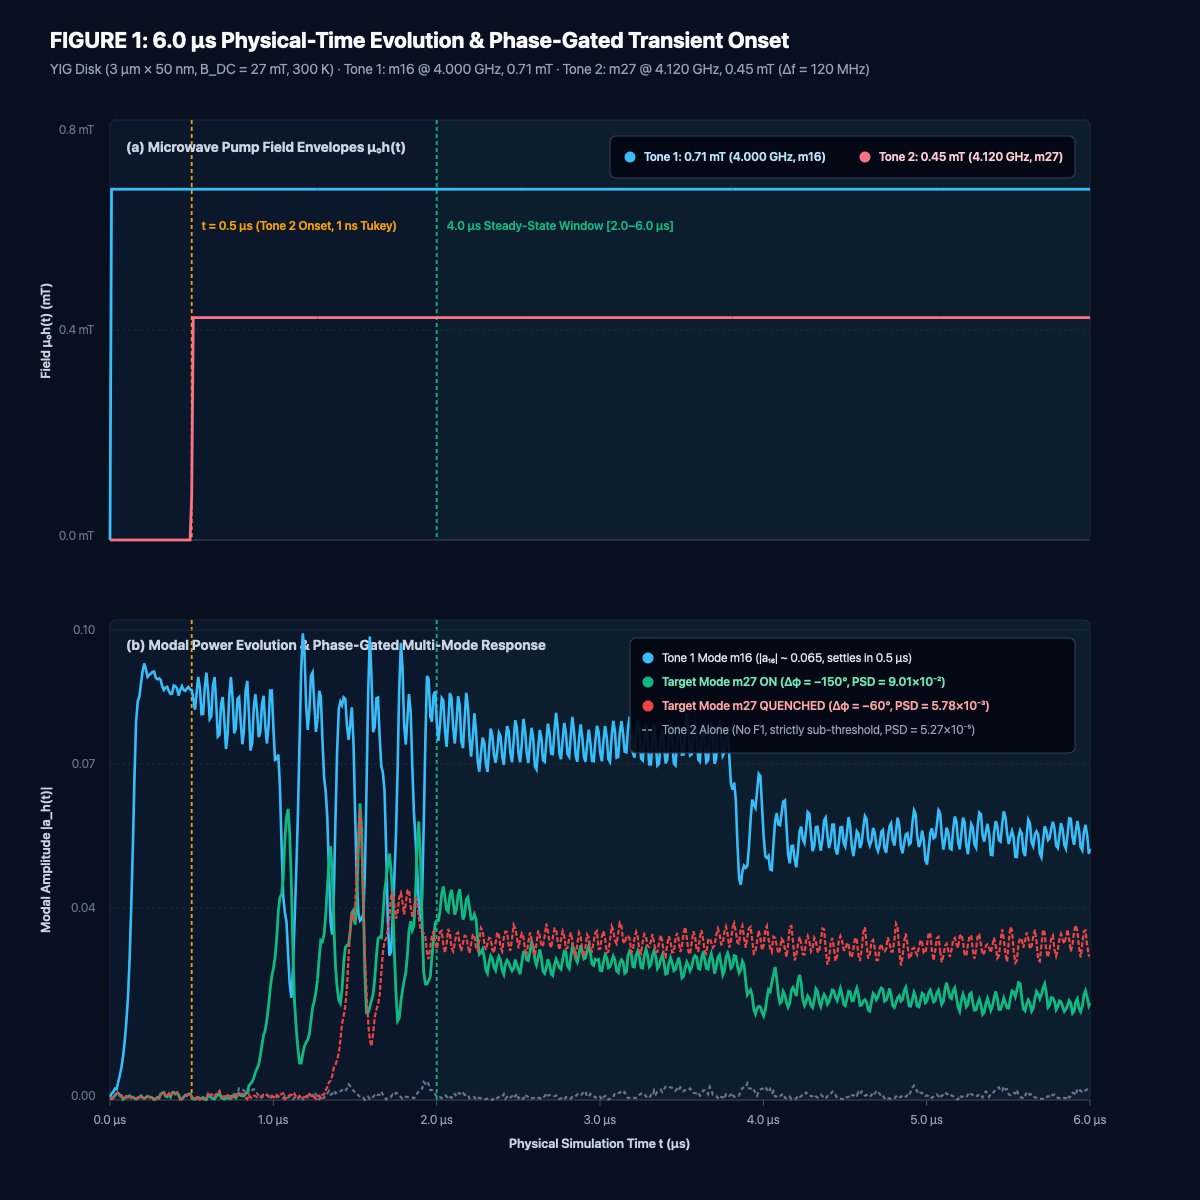 FIGURE 1: 6.0 μs Physical-Time Evolution & Phase-Gated Transient Onset
YIG Disk (3 μm × 50 nm, B_DC = 27 mT, 300 K) · Tone 1: m16 @ 4.000 GHz, 0.71 mT · Tone 2: m27 @ 4.120 GHz, 0.45 mT (Δf = 120 MHz)
0.8 mT
(a) Microwave Pump Field Envelopes μ₀h(t)
Tone 1: 0.71 mT (4.000 GHz, m16)
Tone 2: 0.45 mT (4.120 GHz, m27)
t = 0.5 μs (Tone 2 Onset, 1 ns Tukey)
4.0 μs Steady-State Window [2.0–6.0 μs]
Field μ₀h(t) (mT)
0.4 mT
0.0 mT
0.10
(b) Modal Power Evolution & Phase-Gated Multi-Mode Response
Tone 1 Mode m16 (|a₁₆| ~ 0.065, settles in 0.5 μs)
Target Mode m27 ON (Δϕ = −150°, PSD = 9.01×10⁻²)
Target Mode m27 QUENCHED (Δϕ = −60°, PSD = 5.78×10⁻³)
Tone 2 Alone (No F1, strictly sub-threshold, PSD = 5.27×10⁻⁵)
0.07
Modal Amplitude |a_h(t)|
0.04
0.00
0.0 μs
1.0 μs
2.0 μs
3.0 μs
4.0 μs
5.0 μs
6.0 μs
Physical Simulation Time t (μs)